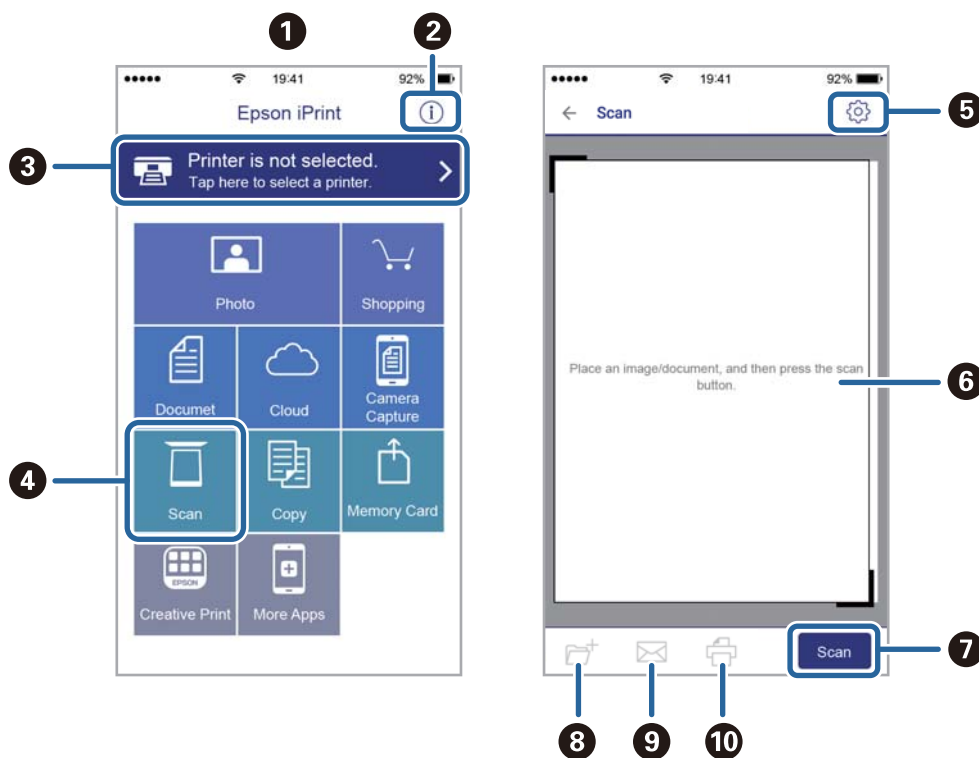 1
2
19:41
92%
Epson iPrint
3
Printer is not selected.
Tap here to select a printer.
Photo
Shopping
Documet
Cloud
Camera
Capture
4
Scan
Copy
Memory Card
EPSON
Creative Print
More Apps
19:41
92%
Scan
5
Place an image/document, and then press the scan
button.
6
Scan
7
8
9
10